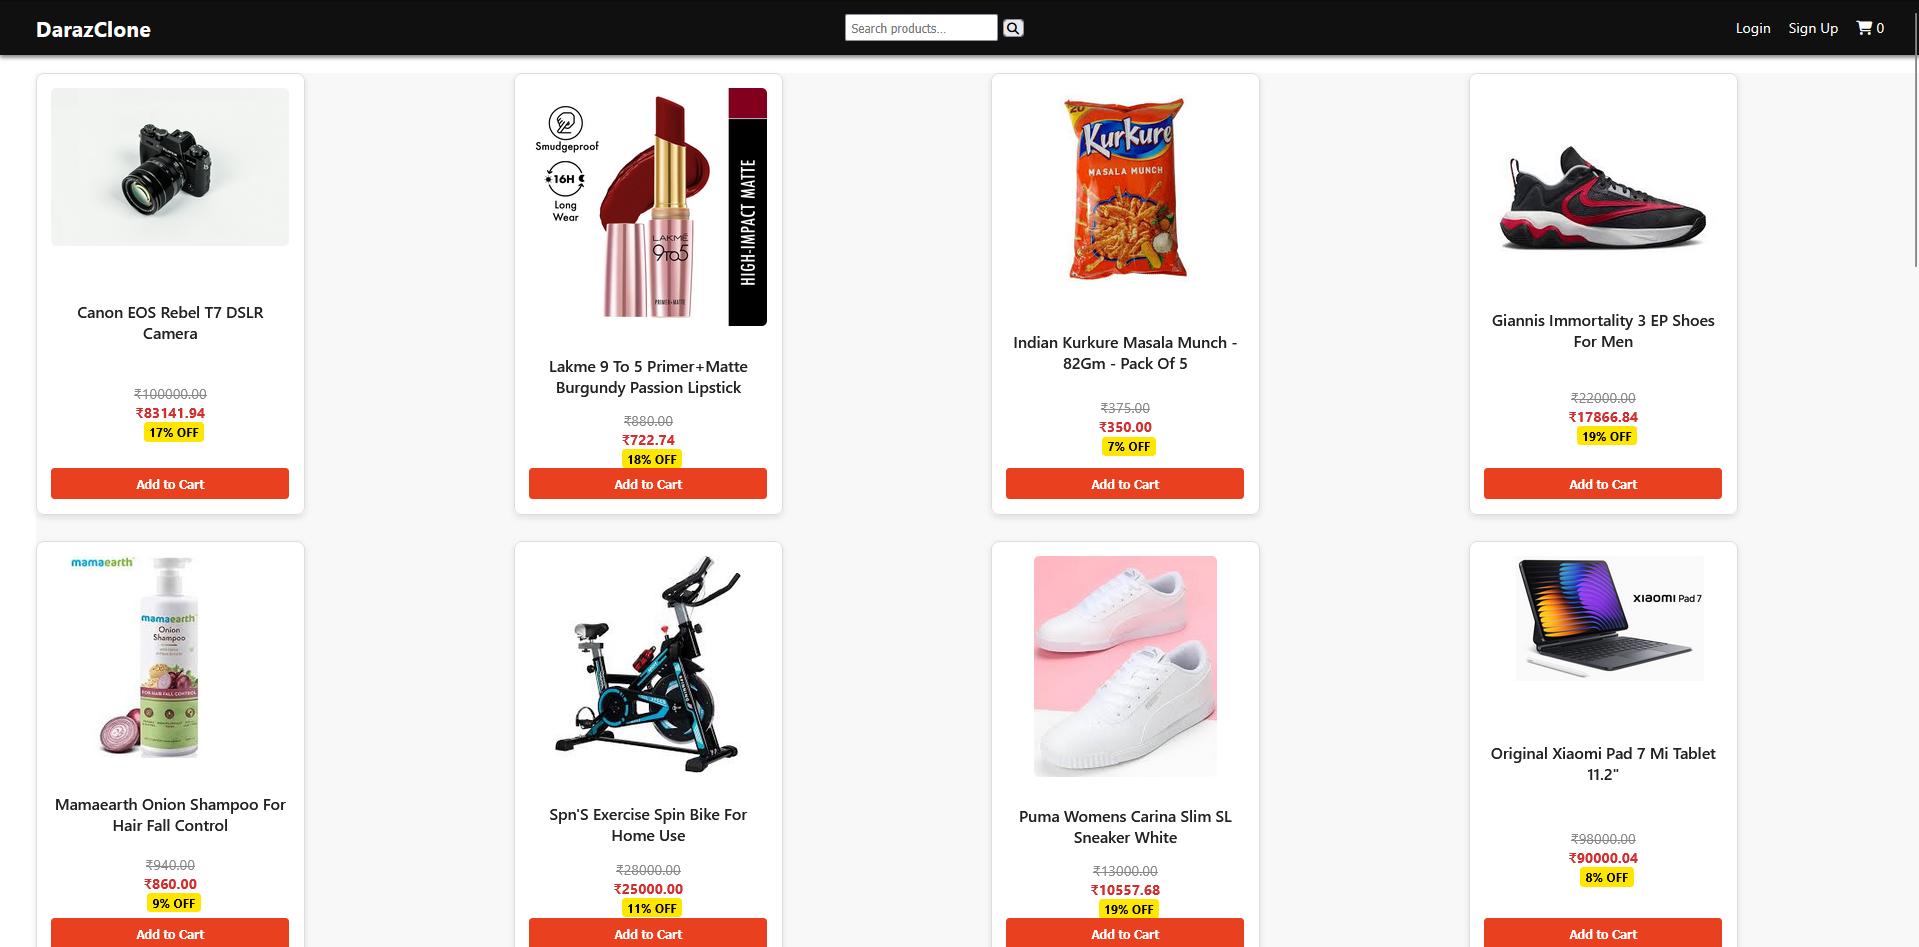 DarazClone
Search products...
Login
Sign Up
0
Smudgeproof
16H
Long
Wear
LAKMÉ
9TO5
PRIMER+MATTE
HIGH-IMPACT MATTE
20
Kurkure
MASALA MUNCH
Canon EOS Rebel T7 DSLR
Camera
₹100000.00
₹83141.94
17% OFF
Add to Cart
Lakme 9 To 5 Primer+Matte
Burgundy Passion Lipstick
₹880.00
₹722.74
18% OFF
Add to Cart
Indian Kurkure Masala Munch -
82Gm - Pack Of 5
₹375.00
₹350.00
7% OFF
Add to Cart
Giannis Immortality 3 EP Shoes
For Men
₹22000.00
₹17866.84
19% OFF
Add to Cart
mamaearth
mamaearth
Onion
Shampoo
FOR HAIR FALL CONTROL
Mamaearth Onion Shampoo For
Hair Fall Control
₹940.00
₹860.00
9% OFF
Add to Cart
Spn'S Exercise Spin Bike For
Home Use
₹28000.00
₹25000.00
11% OFF
Add to Cart
Puma Womens Carina Slim SL
Sneaker White
₹13000.00
₹10557.68
19% OFF
Add to Cart
xiaomi Pad 7
Original Xiaomi Pad 7 Mi Tablet
11.2"
₹98000.00
₹90000.04
8% OFF
Add to Cart